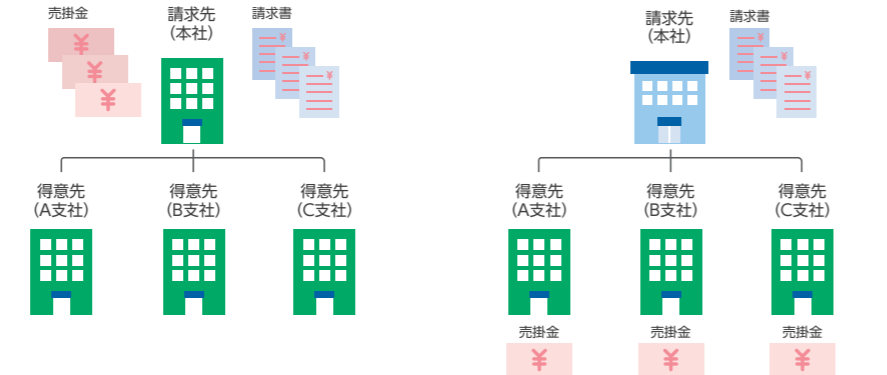 売掛金
請求先
(本社)
請求書
得意先
(A支社)
得意先
(B支社)
得意先
(C支社)
請求先
(本社)
請求書
得意先
(A支社)
得意先
(B支社)
得意先
(C支社)
売掛金
売掛金
売掛金